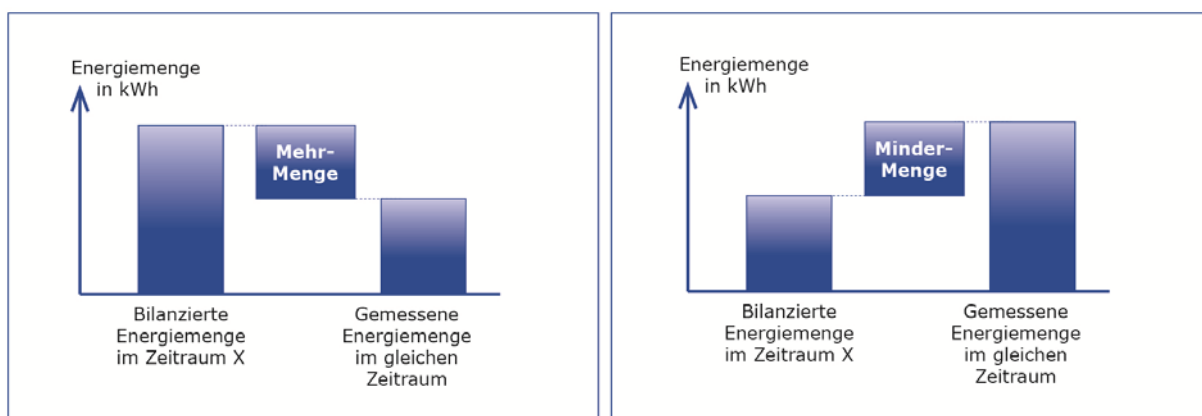 Energiemenge
in kWh
Mehr-
Menge
Bilanzierte
Energiemenge
im Zeitraum X
Gemessene
Energiemenge
im gleichen
Zeitraum
Energiemenge
in kWh
Minder-
Menge
Bilanzierte
Energiemenge
im Zeitraum X
Gemessene
Energiemenge
im gleichen
Zeitraum